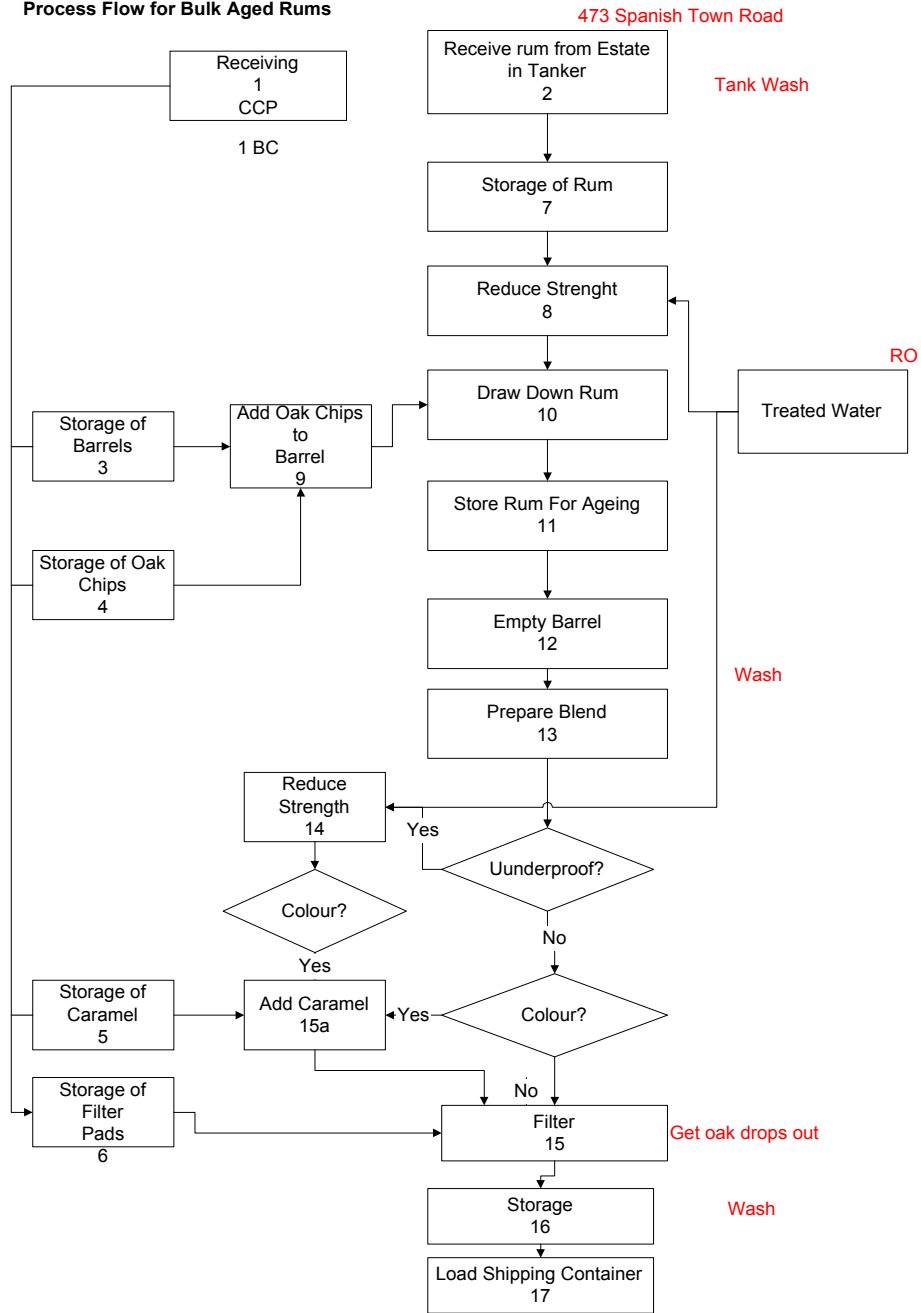 Process Flow for Bulk Aged Rums
473 Spanish Town Road
Receive rum from Estate
in Tanker
2
Tank Wash
Receiving
1
CCP
1 BC
Storage of Rum
7
Reduce Strenght
8
RO
Treated Water
Draw Down Rum
10
Storage of
Barrels
3
Add Oak Chips
to
Barrel
9
Store Rum For Ageing
11
Storage of Oak
Chips
4
Empty Barrel
12
Wash
Prepare Blend
13
Reduce
Strength
14
Yes
Uunderproof?
Colour?
No
Yes
Storage of
Caramel
5
Add Caramel
15a
Yes
Colour?
No
Storage of
Filter
Pads
6
Filter
15
Get oak drops out
Storage
16
Wash
Load Shipping Container
17